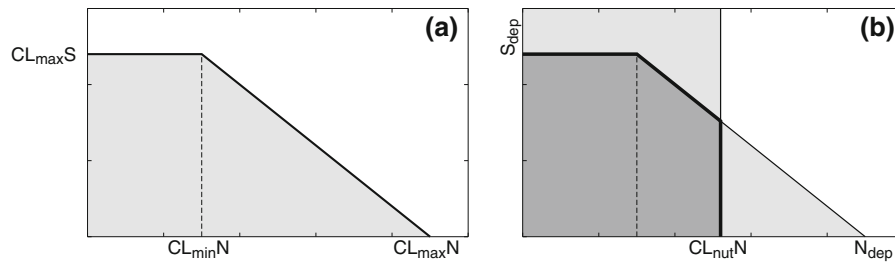 (a)
CLmaxS
CLminN
CLmaxN
(b)
Sdep
CLnutN
Ndep